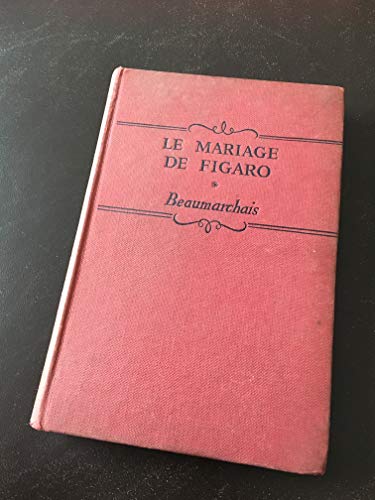 LE MARIAGE
DE FIGARO
*
Beaumarchais